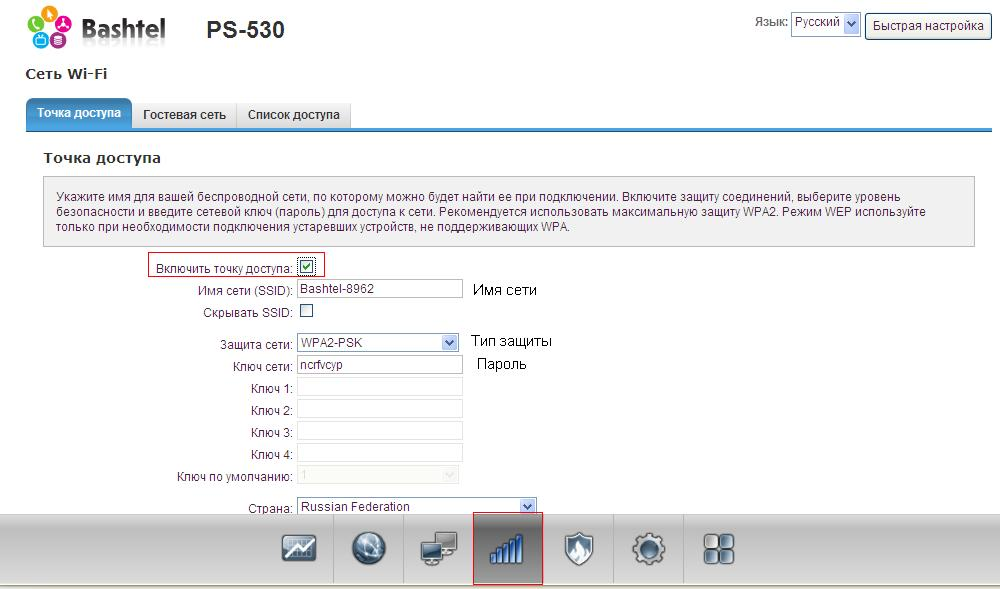 Bashtel
PS-530
Язык: Русский
Быстрая настройка
Сеть Wi-Fi
Точка доступа
Гостевая сеть
Список доступа
Точка доступа
Укажите имя для вашей беспроводной сети, по которому можно будет найти ее при подключении. Включите защиту соединений, выберите уровень
безопасности и введите сетевой ключ (пароль) для доступа к сети. Рекомендуется использовать максимальную защиту WPA2. Режим WEP используйте
только при необходимости подключения устаревших устройств, не поддерживающих WPA.
Включить точку доступа:
Имя сети (SSID): Bashtel-8962 Имя сети
Скрывать SSID:
Защита сети: WPA2-PSK Тип защиты
Ключ сети: ncrfvcyp Пароль
Ключ 1:
Ключ 2:
Ключ 3:
Ключ 4:
Ключ по умолчанию: 1
Страна: Russian Federation